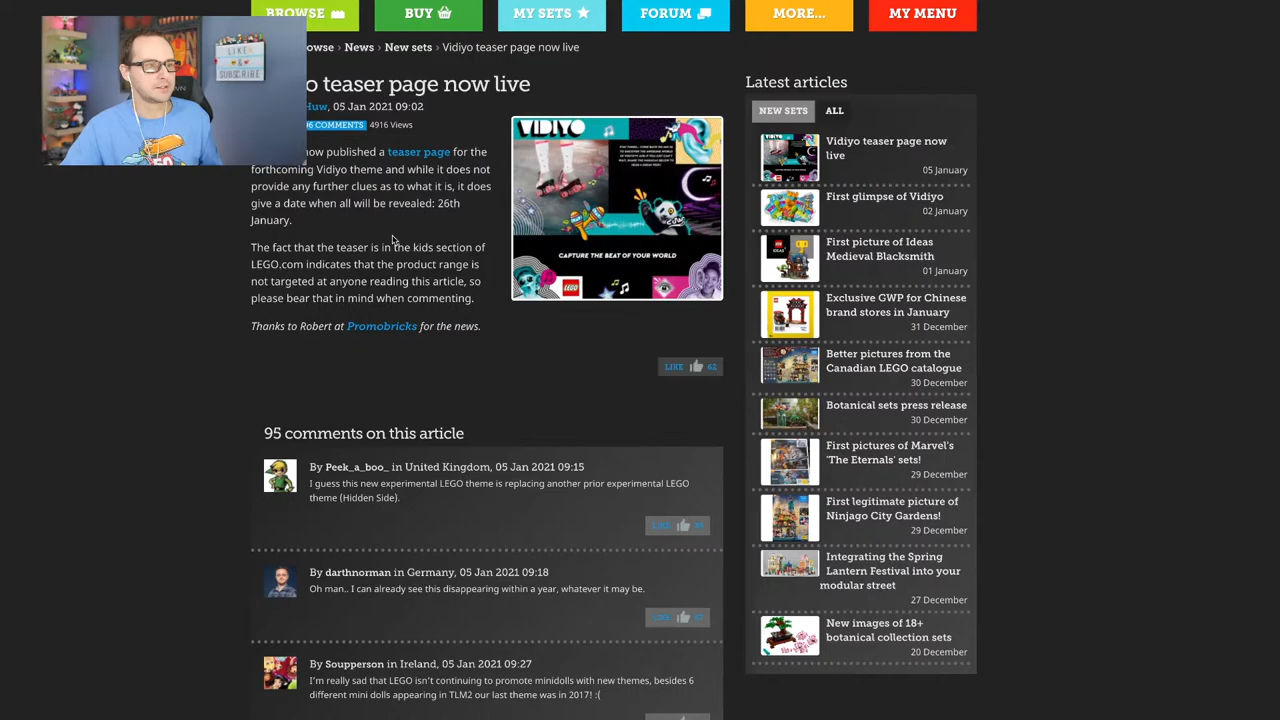 BROWSE
BUY
MY SETS
FORUM
MORE...
MY MENU
LIKE
&
SUBSCRIBE
owse › News › New sets › Vidiyo teaser page now live
o teaser page now live
Huw, 05 Jan 2021 09:02
96 COMMENTS 4916 Views
now published a teaser page for the
forthcoming Vidiyo theme and while it does not
provide any further clues as to what it is, it does
give a date when all will be revealed: 26th
January.
The fact that the teaser is in the kids section of
LEGO.com indicates that the product range is
not targeted at anyone reading this article, so
please bear that in mind when commenting.
Thanks to Robert at Promobricks for the news.
VIDIYO
CAPTURE THE BEAT OF YOUR WORLD
LEGO
LIKE 62
95 comments on this article
By Peek_a_boo_ in United Kingdom, 05 Jan 2021 09:15
I guess this new experimental LEGO theme is replacing another prior experimental LEGO
theme (Hidden Side).
LIKE
By darthnorman in Germany, 05 Jan 2021 09:18
Oh man.. I can already see this disappearing within a year, whatever it may be.
LIKE
By Soupperson in Ireland, 05 Jan 2021 09:27
I'm really sad that LEGO isn't continuing to promote minidolls with new themes, besides 6
different mini dolls appearing in TLM2 our last theme was in 2017! :(
Latest articles
NEW SETS ALL
Vidiyo teaser page now
live
05 January
First glimpse of Vidiyo
02 January
First picture of Ideas
Medieval Blacksmith
01 January
Exclusive GWP for Chinese
brand stores in January
31 December
Better pictures from the
Canadian LEGO catalogue
30 December
Botanical sets press release
30 December
First pictures of Marvel's
'The Eternals' sets!
29 December
First legitimate picture of
Ninjago City Gardens!
29 December
Integrating the Spring
Lantern Festival into your
modular street
27 December
New images of 18+
botanical collection sets
20 December